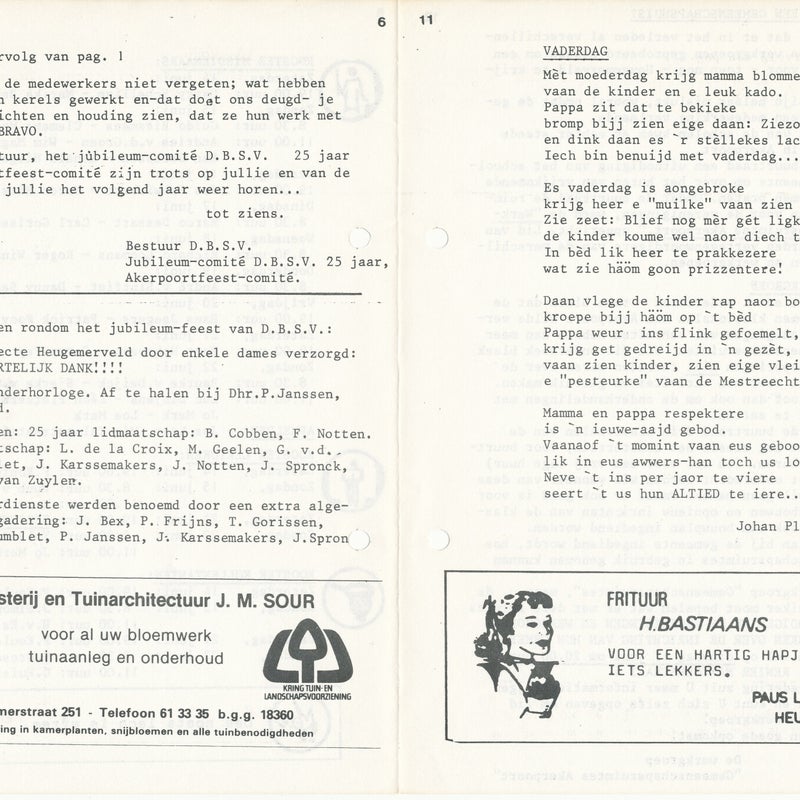 6
rvolg van pag. 1
de medewerkers niet vergeten; wat hebben
n kerels gewerkt en-dat doet ons deugd- je
ichten en houding zien, dat ze hun werk met
BRAVO.
tuur, het jubileum-comité D.B.S.V. 25 jaar
tfeest-comité zijn trots op jullie en van de
jullie het volgend jaar weer horen...
tot ziens.
Bestuur D.B.S.V.
Jubileum-comité D.B.S.V. 25 jaar,
Akerpoortfeest-comité.
en rondom het jubileum-feest van D.B.S.V.:
ecte Heugemerveld door enkele dames verzorgd:
RTELIJK DANK!!!!
nderhorloge. Af te halen bij Dhr.P.Janssen,
H.
en: 25 jaar lidmaatschap: B. Cobben, F. Notten.
tschap: L. de la Croix, M. Geelen, G. v.d.
let, J. Karssemakers, J. Notten, J. Spronck,
van Zuylen.
rdienste werden benoemd door een extra alge-
gadering: J. Bex, P. Frijns, T. Gorissen,
umblet, P. Janssen, J. Karssemakers, J.Spron
sterij en Tuinarchitectuur J. M. SOUR
voor al uw bloemwerk
tuinaanleg en onderhoud
KRING TUIN- EN
LANDSCHAPSVOORZIENING
merstraat 251 - Telefoon 61 33 35 b.g.g. 18360
ing in kamerplanten, snijbloemen en alle tuinbenodigdheden
11
VADERDAG
Mèt moederdag krijg mamma blomme
vaan de kinder en e leuk kado.
Pappa zit dat te bekieke
bromp bijj zien eige daan: Ziezo
en dink daan es `r stèllekes lac
Iech bin benuijd met vaderdag...
Es vaderdag is aongebroke
krijg heer e "muilke" vaan zien
Zie zeet: Blief nog mèr gét ligk
de kinder koume wel naor diech t
In bèd lik heer te prakkezere
wat zie häöm goon prizzentere!
Daan vlege de kinder rap naor bo
kroepe bijj häöm op `t bèd
Pappa weur ins flink gefoemelt,
krijg get gedreijd in `n gezèt,
vaan zien kinder, zien eige vlei
e "pesteurke" vaan de Mestreecht
Mamma en pappa respektere
is `n ieuwe-aajd gebod.
Vaanaof `t momint vaan eus geboo
lik in eus awwers-han toch us lo
Neve `t ins per jaor te viere
seert `t us hun ALTIED te iere...
Johan Pl
FRITUUR
H.BASTIAANS
VOOR EEN HARTIG HAPJ
IETS LEKKERS.
PAUS L
HEU